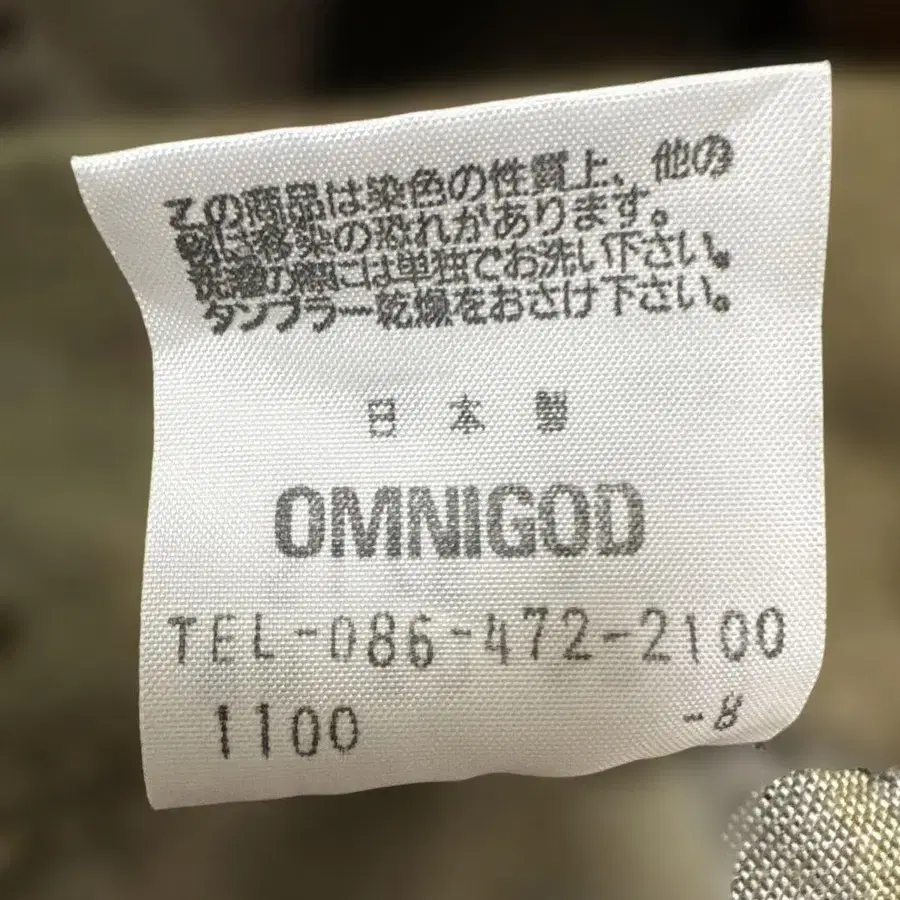 この商品は染色の性質上、他の
物に移染の恐れがあります。
洗濯の際には単独でお洗い下さい。
タンブラー乾燥をおさけ下さい。
日本製
OMNIGOD
TEL-086-472-2100
1100 -8